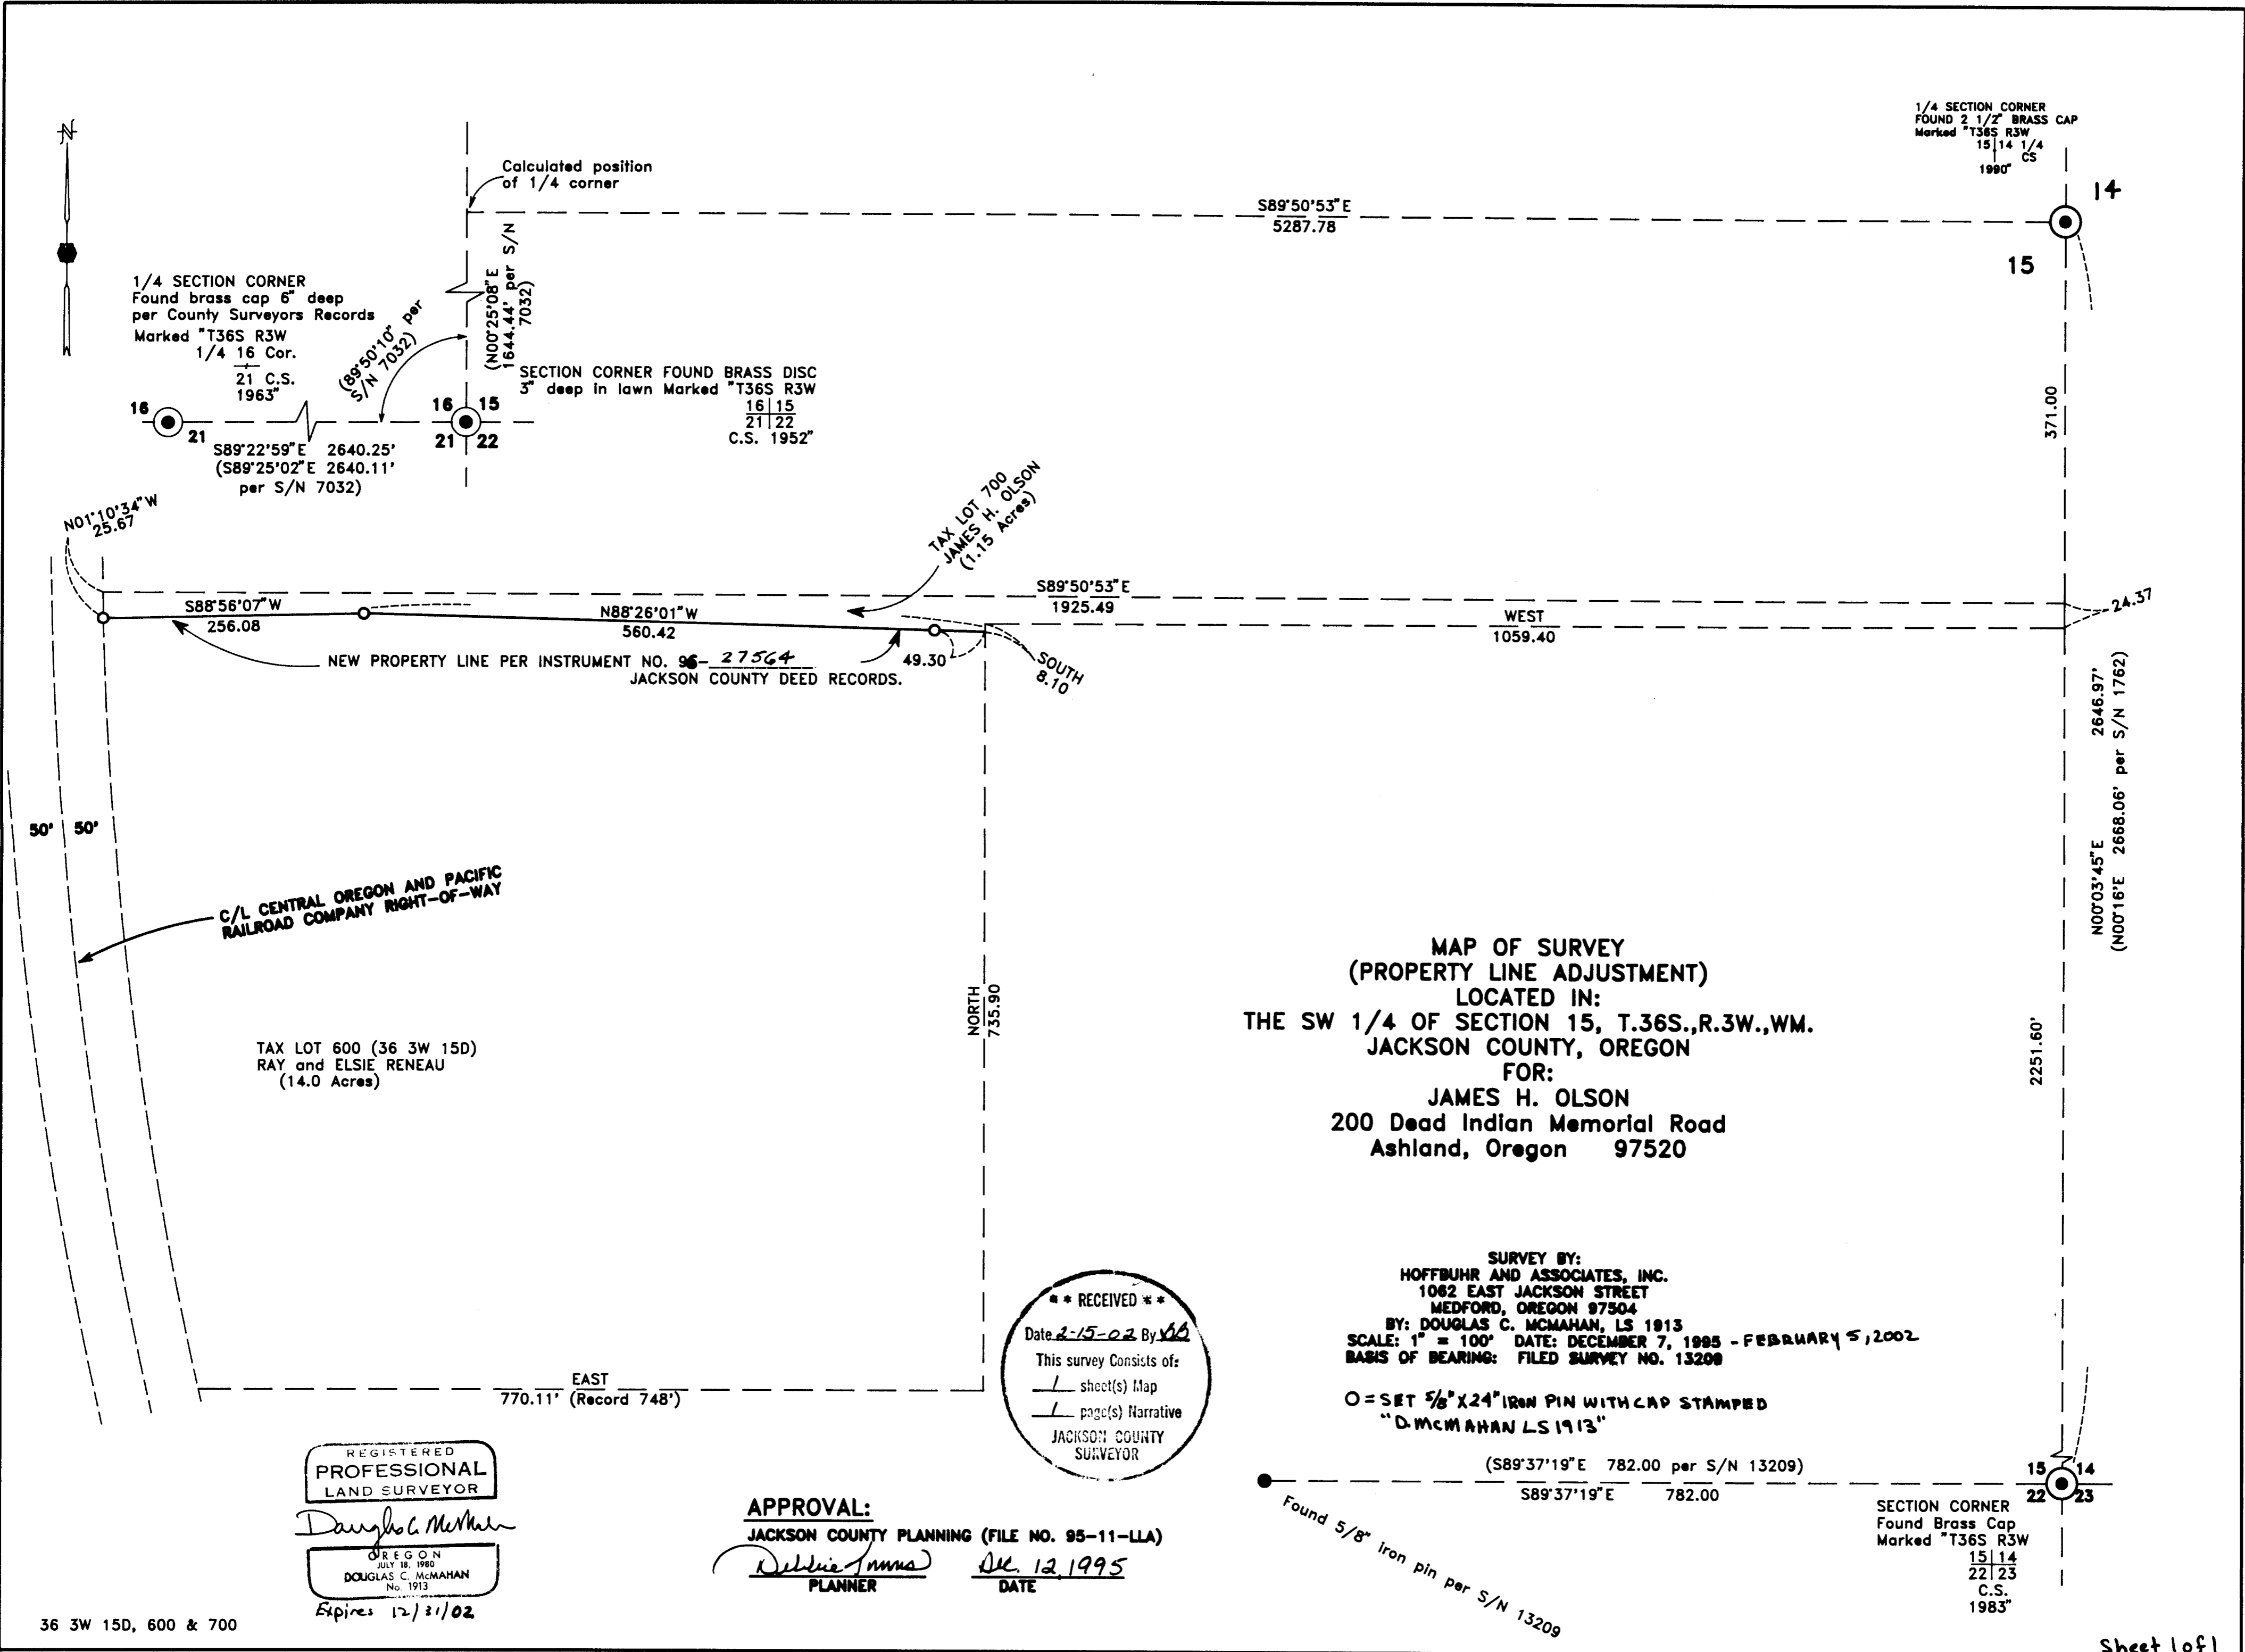 1/4 SECTION CORNER
FOUND 2 1/2" BRASS CAP
Marked "T36S R3W
15|14 1/4
CS
1990"
14
15
N
Calculated position
of 1/4 corner
S89°50'53"E
5287.78
1/4 SECTION CORNER
Found brass cap 6" deep
per County Surveyors Records
Marked "T36S R3W
1/4 16 Cor.
21 C.S.
1963"
(89°50'10" per
S/N 7032)
(N00°25'08"E
1644.44' per S/N
7032)
SECTION CORNER FOUND BRASS DISC
3" deep in lawn Marked "T36S R3W
16|15
21|22
C.S. 1952"
16
21
16 15
21 22
S89°22'59"E 2640.25'
(S89°25'02"E 2640.11'
per S/N 7032)
371.00
N01°10'34"W
25.67
TAX LOT 700
JAMES H. OLSON
(1.15 Acres)
S89°50'53"E
1925.49
S88°56'07"W
256.08
N88°26'01"W
560.42
WEST
1059.40
24.37
49.30
SOUTH
8.10
NEW PROPERTY LINE PER INSTRUMENT NO. 96-27564
JACKSON COUNTY DEED RECORDS.
N00°03'45"E 2646.97'
(N00°16'E 2668.06' per S/N 1762)
50' 50'
C/L CENTRAL OREGON AND PACIFIC
RAILROAD COMPANY RIGHT-OF-WAY
NORTH
735.90
2251.60'
TAX LOT 600 (36 3W 15D)
RAY and ELSIE RENEAU
(14.0 Acres)
MAP OF SURVEY
(PROPERTY LINE ADJUSTMENT)
LOCATED IN:
THE SW 1/4 OF SECTION 15, T.36S.,R.3W.,WM.
JACKSON COUNTY, OREGON
FOR:
JAMES H. OLSON
200 Dead Indian Memorial Road
Ashland, Oregon 97520
SURVEY BY:
HOFFBUHR AND ASSOCIATES, INC.
1062 EAST JACKSON STREET
MEDFORD, OREGON 97504
BY: DOUGLAS C. MCMAHAN, LS 1913
SCALE: 1" = 100' DATE: DECEMBER 7, 1995 - FEBRUARY 5, 2002
BASIS OF BEARING: FILED SURVEY NO. 13209
O = SET 5/8" X 24" IRON PIN WITH CAP STAMPED
"D. MCMAHAN LS 1913"
EAST
770.11' (Record 748')
* * RECEIVED * *
Date 2-15-02 By
This survey Consists of:
1 sheet(s) Map
1 page(s) Narrative
JACKSON COUNTY
SURVEYOR
(S89°37'19"E 782.00 per S/N 13209)
S89°37'19"E 782.00
Found 5/8" iron pin per S/N 13209
15 14
22 23
SECTION CORNER
Found Brass Cap
Marked "T36S R3W
15|14
22|23
C.S.
1983"
REGISTERED
PROFESSIONAL
LAND SURVEYOR
Douglas C. McMahan
OREGON
JULY 18, 1980
DOUGLAS C. McMAHAN
No. 1913
Expires 12/31/02
APPROVAL:
JACKSON COUNTY PLANNING (FILE NO. 95-11-LLA)
Debbie Dec. 12, 1995
PLANNER DATE
36 3W 15D, 600 & 700
Sheet 1 of 1